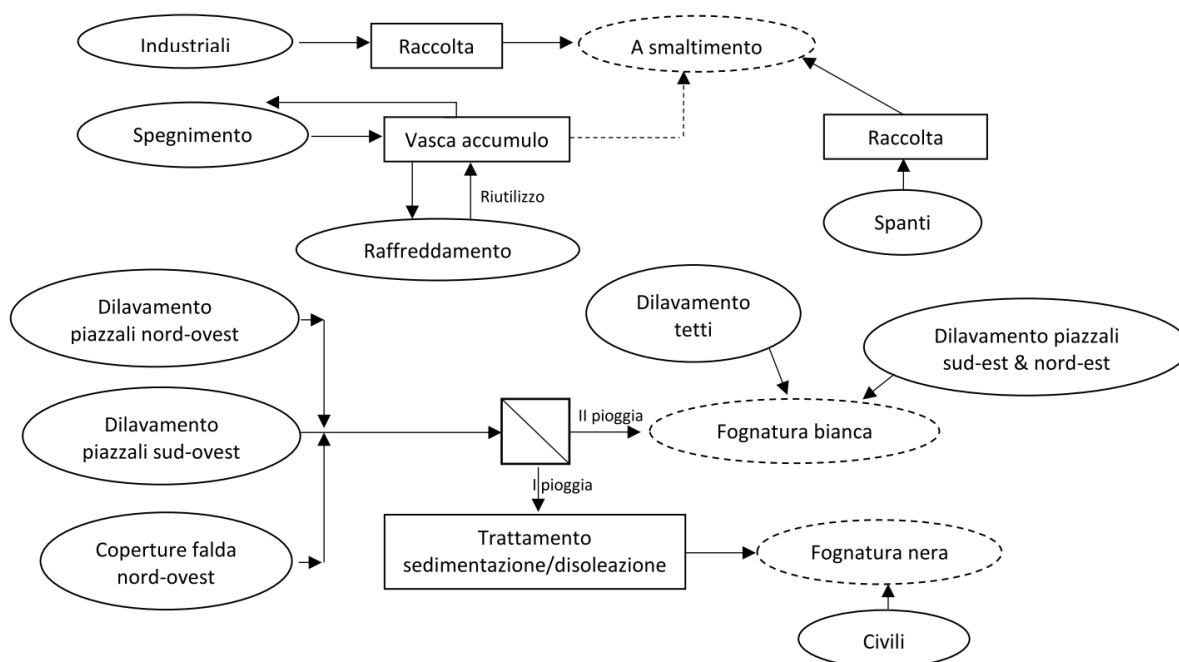 Industriali
Raccolta
A smaltimento
Spegnimento
Vasca accumulo
Raccolta
Riutilizzo
Raffreddamento
Spanti
Dilavamento
piazzali nord-ovest
Dilavamento
tetti
Dilavamento piazzali
sud-est & nord-est
Dilavamento
piazzali sud-ovest
II pioggia
Fognatura bianca
I pioggia
Coperture falda
nord-ovest
Trattamento
sedimentazione/disoleazione
Fognatura nera
Civili